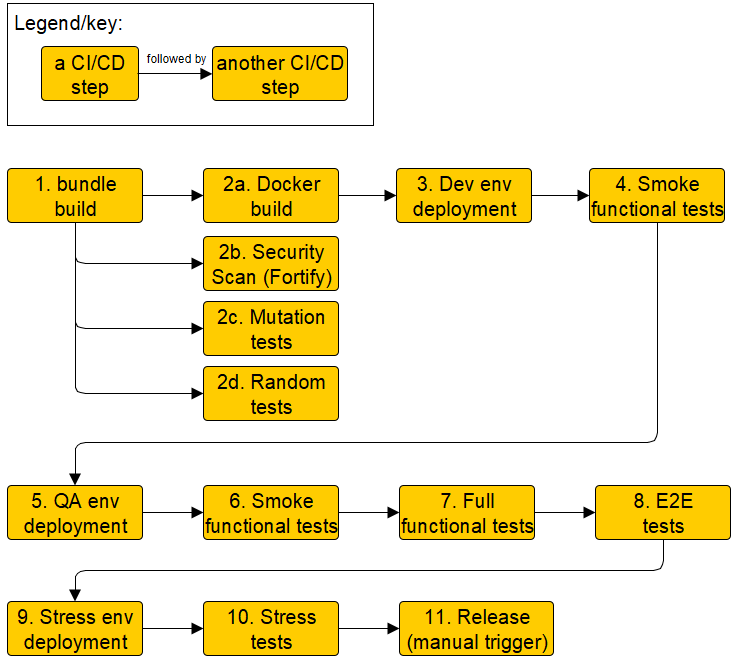 Legend/key:
a CI/CD
step
followed by
another CI/CD
step
1. bundle
build
2a. Docker
build
3. Dev env
deployment
4. Smoke
functional tests
2b. Security
Scan (Fortify)
2c. Mutation
tests
2d. Random
tests
5. QA env
deployment
6. Smoke
functional tests
7. Full
functional tests
8. E2E
tests
9. Stress env
deployment
10. Stress
tests
11. Release
(manual trigger)